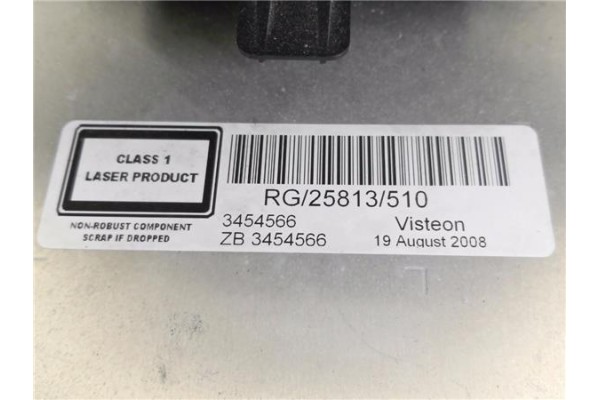 CLASS 1
LASER PRODUCT
NON-ROBUST COMPONENT
SCRAP IF DROPPED
RG/25813/510
3454566 Visteon
ZB 3454566 19 August 2008